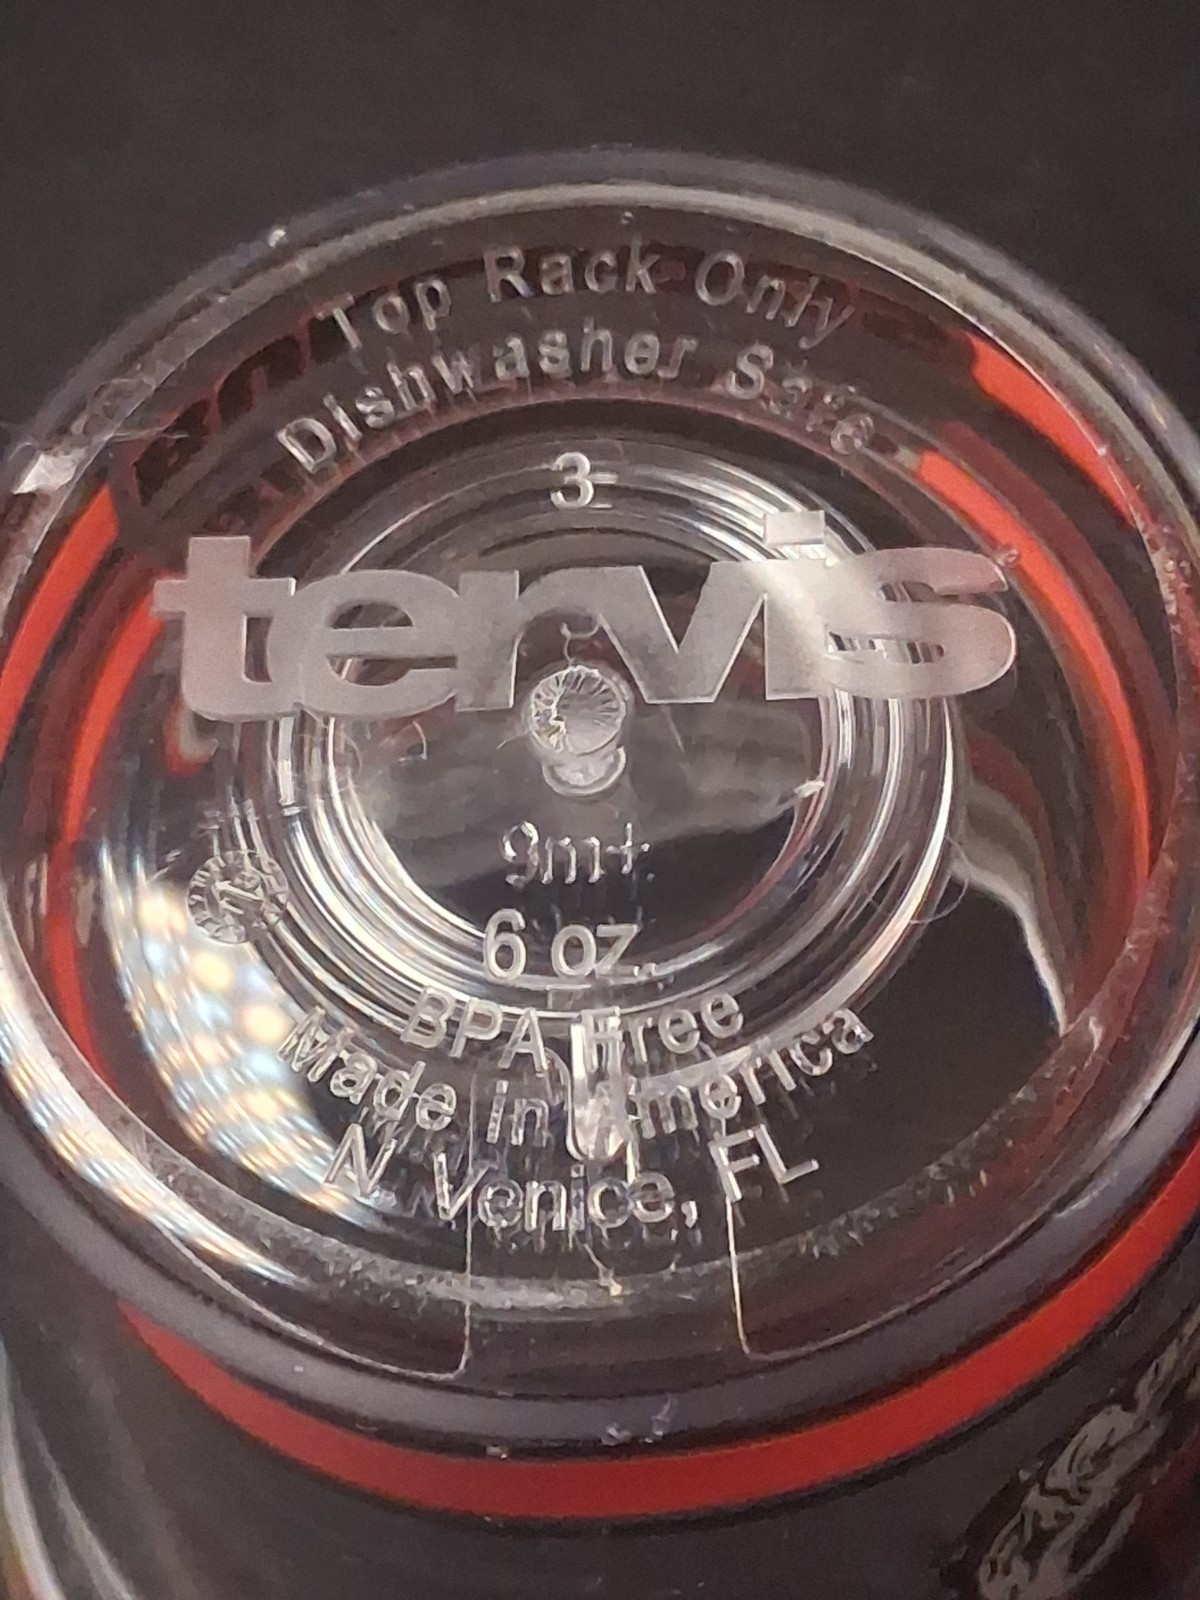 Top Rack Only
Dishwasher Safe
3
tervis
9m+
6 oz.
BPA Free
Made in America
N. Venice, FL